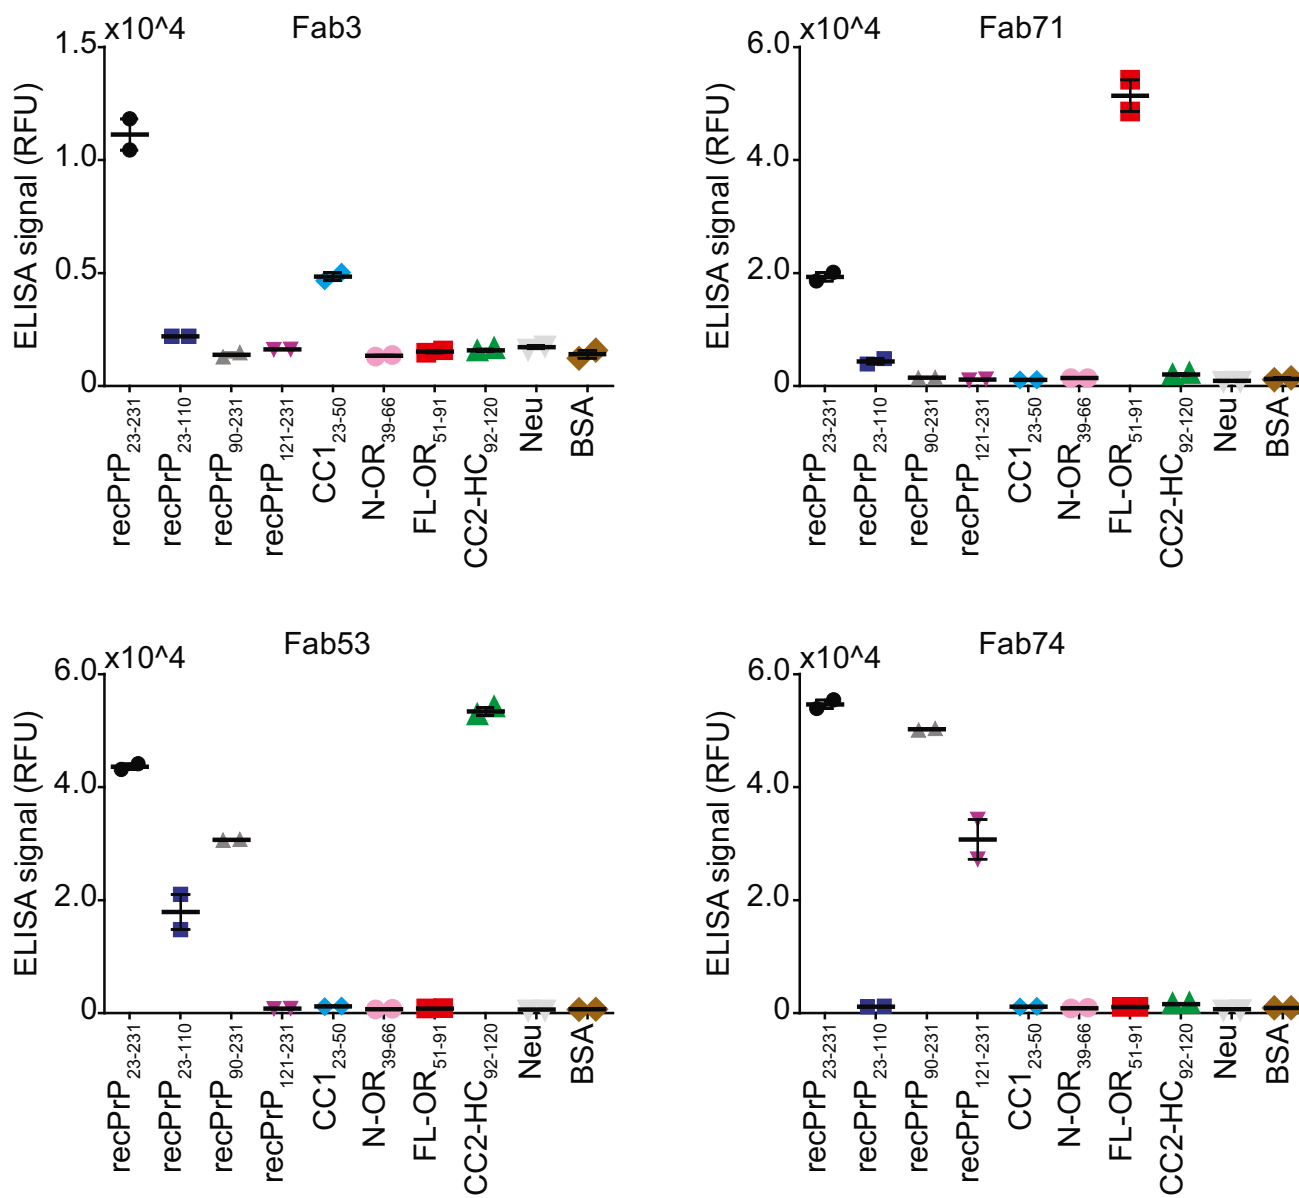 x10^4 Fab3
1.5
1.0
0.5
0
ELISA signal (RFU)
recPrP23-231
recPrP23-110
recPrP90-231
recPrP121-231
CC123-50
N-OR39-66
FL-OR51-91
CC2-HC92-120
Neu
BSA
x10^4 Fab71
6.0
4.0
2.0
0
ELISA signal (RFU)
recPrP23-231
recPrP23-110
recPrP90-231
recPrP121-231
CC123-50
N-OR39-66
FL-OR51-91
CC2-HC92-120
Neu
BSA
x10^4 Fab53
6.0
4.0
2.0
0
ELISA signal (RFU)
recPrP23-231
recPrP23-110
recPrP90-231
recPrP121-231
CC123-50
N-OR39-66
FL-OR51-91
CC2-HC92-120
Neu
BSA
x10^4 Fab74
6.0
4.0
2.0
0
ELISA signal (RFU)
recPrP23-231
recPrP23-110
recPrP90-231
recPrP121-231
CC123-50
N-OR39-66
FL-OR51-91
CC2-HC92-120
Neu
BSA